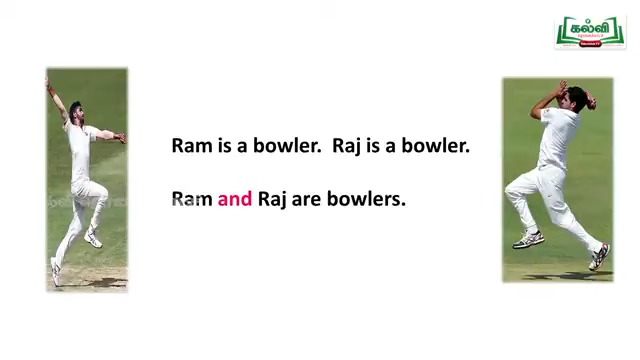 கல்வி
Ram is a bowler.  Raj is a bowler.
Ram and Raj are bowlers.